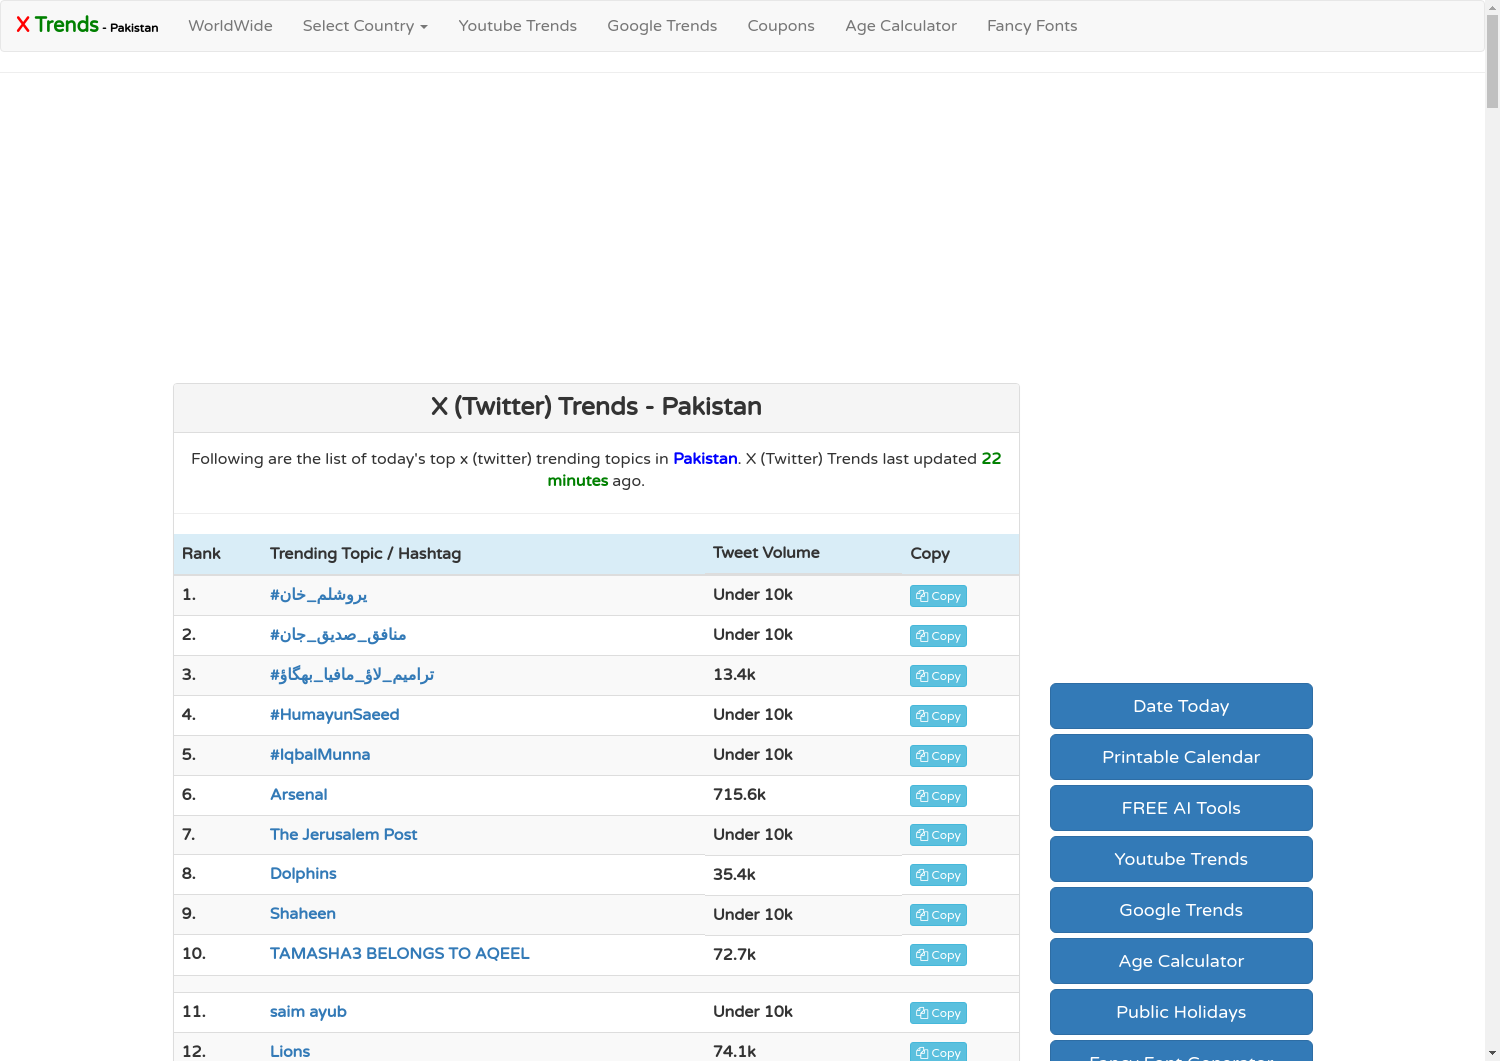 X Trends - Pakistan WorldWide Select Country Youtube Trends Google Trends Coupons Age Calculator Fancy Fonts
X (Twitter) Trends - Pakistan
Following are the list of today's top x (twitter) trending topics in Pakistan. X (Twitter) Trends last updated 22
minutes ago.
Rank Trending Topic / Hashtag Tweet Volume Copy
1. #یروشلم_خان Under 10k Copy
2. #منافق_صدیق_جان Under 10k Copy
3. #ترامیم_لاؤ_مافیا_بھگاؤ 13.4k Copy
4. #HumayunSaeed Under 10k Copy
5. #IqbalMunna Under 10k Copy
6. Arsenal 715.6k Copy
7. The Jerusalem Post Under 10k Copy
8. Dolphins 35.4k Copy
9. Shaheen Under 10k Copy
10. TAMASHA3 BELONGS TO AQEEL 72.7k Copy
11. saim ayub Under 10k Copy
12. Lions 74.1k Copy
Date Today
Printable Calendar
FREE AI Tools
Youtube Trends
Google Trends
Age Calculator
Public Holidays
Fancy Font Generator